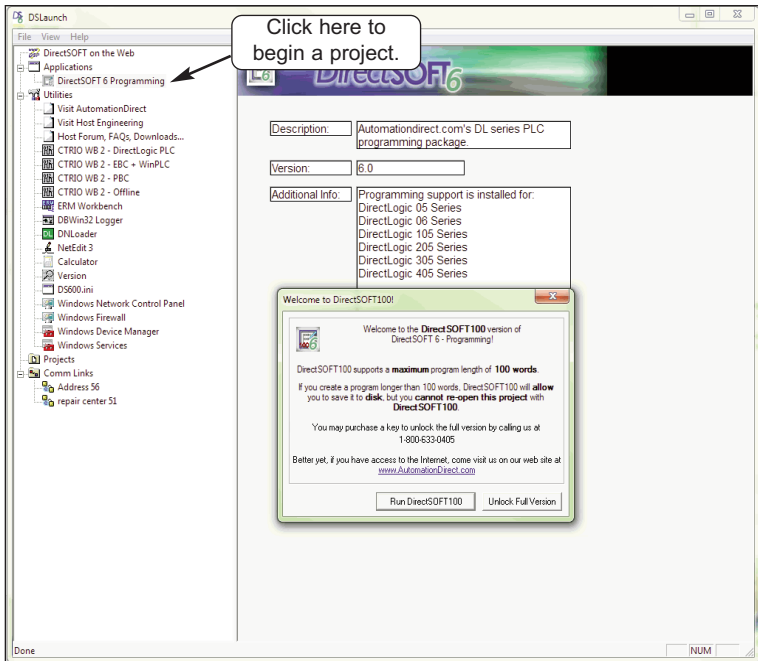 DSLaunch
File View Help
Click here to
begin a project.
DirectSOFT on the Web
Applications
DirectSOFT 6 Programming
Utilities
Visit AutomationDirect
Visit Host Engineering
Host Forum, FAQs, Downloads...
CTRIO WB 2 - DirectLogic PLC
CTRIO WB 2 - EBC + WinPLC
CTRIO WB 2 - PBC
CTRIO WB 2 - Offline
ERM Workbench
DBWin32 Logger
DNLoader
NetEdit 3
Calculator
Version
DS600.ini
Windows Network Control Panel
Windows Firewall
Windows Device Manager
Windows Services
Projects
Comm Links
Address 56
repair center 51
DirectSOFT6
Description:
Automationdirect.com's DL series PLC
programming package.
Version:
6.0
Additional Info:
Programming support is installed for:
DirectLogic 05 Series
DirectLogic 06 Series
DirectLogic 105 Series
DirectLogic 205 Series
DirectLogic 305 Series
DirectLogic 405 Series
Welcome to DirectSOFT100!
Welcome to the DirectSOFT100 version of
DirectSOFT 6 - Programming!
DirectSOFT100 supports a maximum program length of 100 words.
If you create a program longer than 100 words, DirectSOFT100 will allow
you to save it to disk, but you cannot re-open this project with
DirectSOFT100.
You may purchase a key to unlock the full version by calling us at
1-800-633-0405
Better yet, if you have access to the Internet, come visit us on our web site at
www.AutomationDirect.com
Run DirectSOFT100
Unlock Full Version
Done
NUM